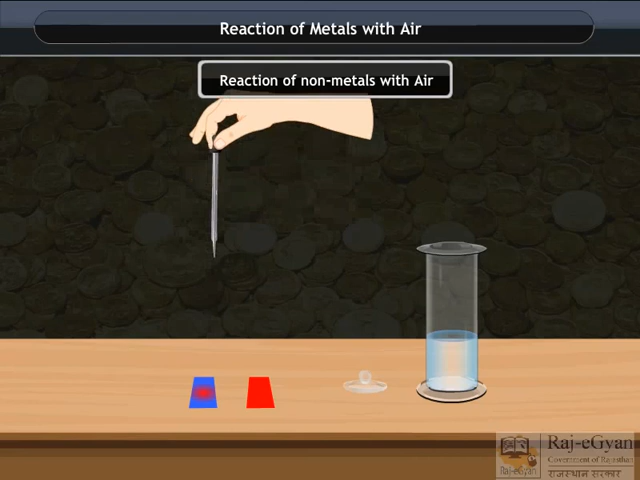 Reaction of Metals with Air
Reaction of non-metals with Air
Raj-eGyan
Government of Rajasthan
राजस्थान सरकार
Raj-eGyan